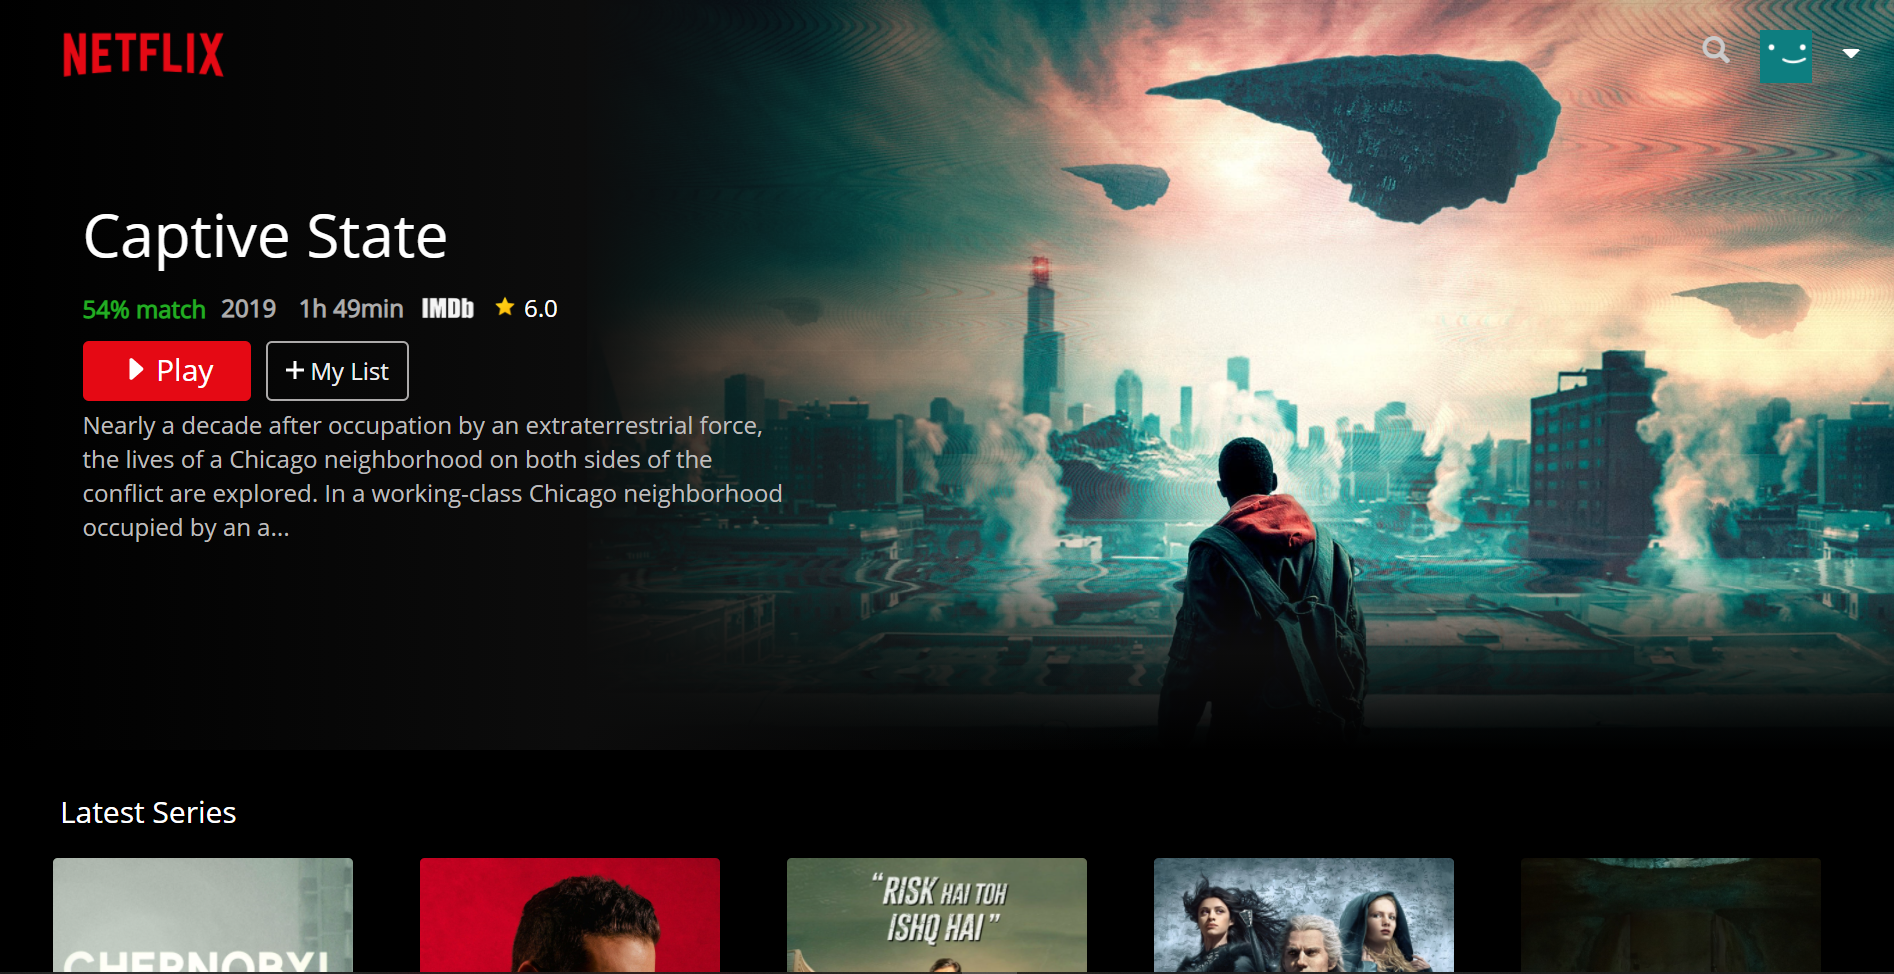 NETFLIX
Captive State
54% match 2019 1h 49min IMDb 6.0
Play
+ My List
Nearly a decade after occupation by an extraterrestrial force,
the lives of a Chicago neighborhood on both sides of the
conflict are explored. In a working-class Chicago neighborhood
occupied by an a...
Latest Series
CHERNOBYL
“RISK HAI TOH
ISHQ HAI”